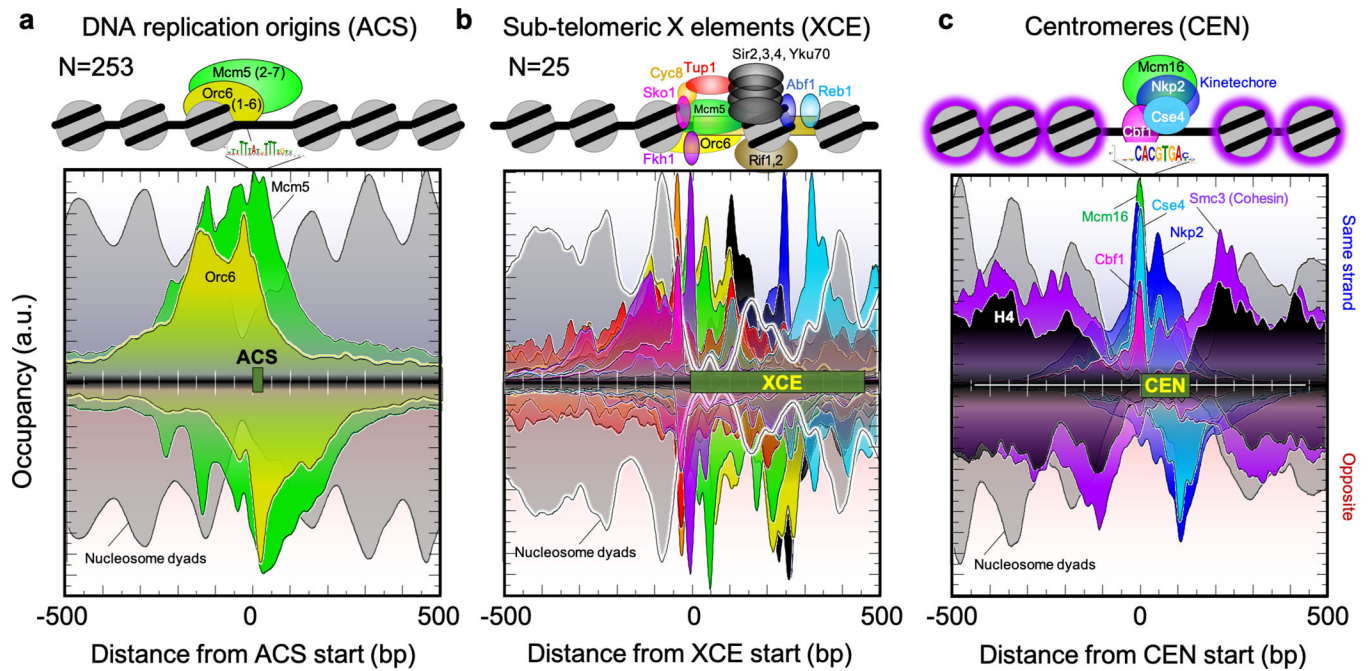 a DNA replication origins (ACS)
N=253
Mcm5 (2-7)
Orc6
(1-6)
Mcm5
Orc6
ACS
Nucleosome dyads
Occupancy (a.u.)
-500 0 500
Distance from ACS start (bp)
b Sub-telomeric X elements (XCE)
N=25
Sir2,3,4, Yku70
Cyc8
Tup1
Sko1
Abf1
Reb1
Mcm5
Orc6
Fkh1
Rif1,2
XCE
Nucleosome dyads
-500 0 500
Distance from XCE start (bp)
c Centromeres (CEN)
Mcm16
Nkp2
Kinetechore
Cse4
Cbf1
CACGTGA
Mcm16
Cse4
Smc3 (Cohesin)
Nkp2
Cbf1
H4
CEN
Nucleosome dyads
Same strand
Opposite
-500 0 500
Distance from CEN start (bp)